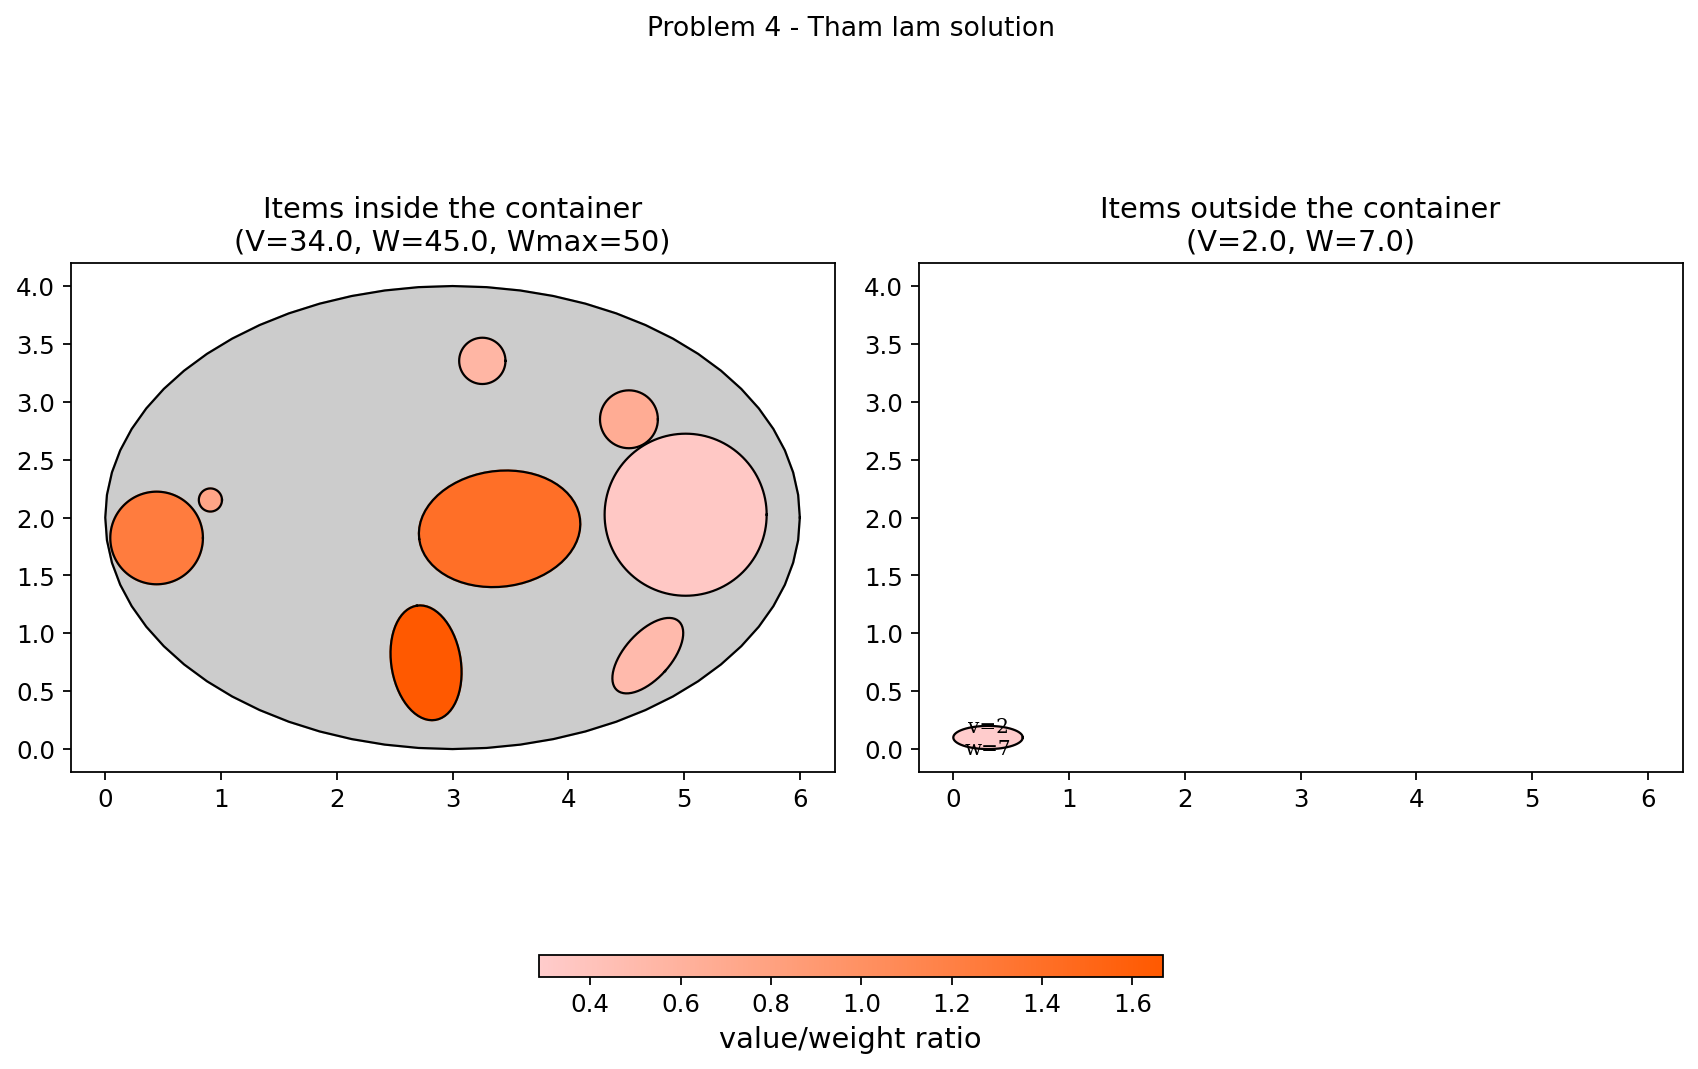 Problem 4 - Tham lam solution
Items inside the container
(V=34.0, W=45.0, Wmax=50)
4.0
3.5
3.0
2.5
2.0
1.5
1.0
0.5
0.0
0 1 2 3 4 5 6
Items outside the container
(V=2.0, W=7.0)
4.0
3.5
3.0
2.5
2.0
1.5
1.0
0.5
0.0
v=2
w=7
0 1 2 3 4 5 6
0.4 0.6 0.8 1.0 1.2 1.4 1.6
value/weight ratio